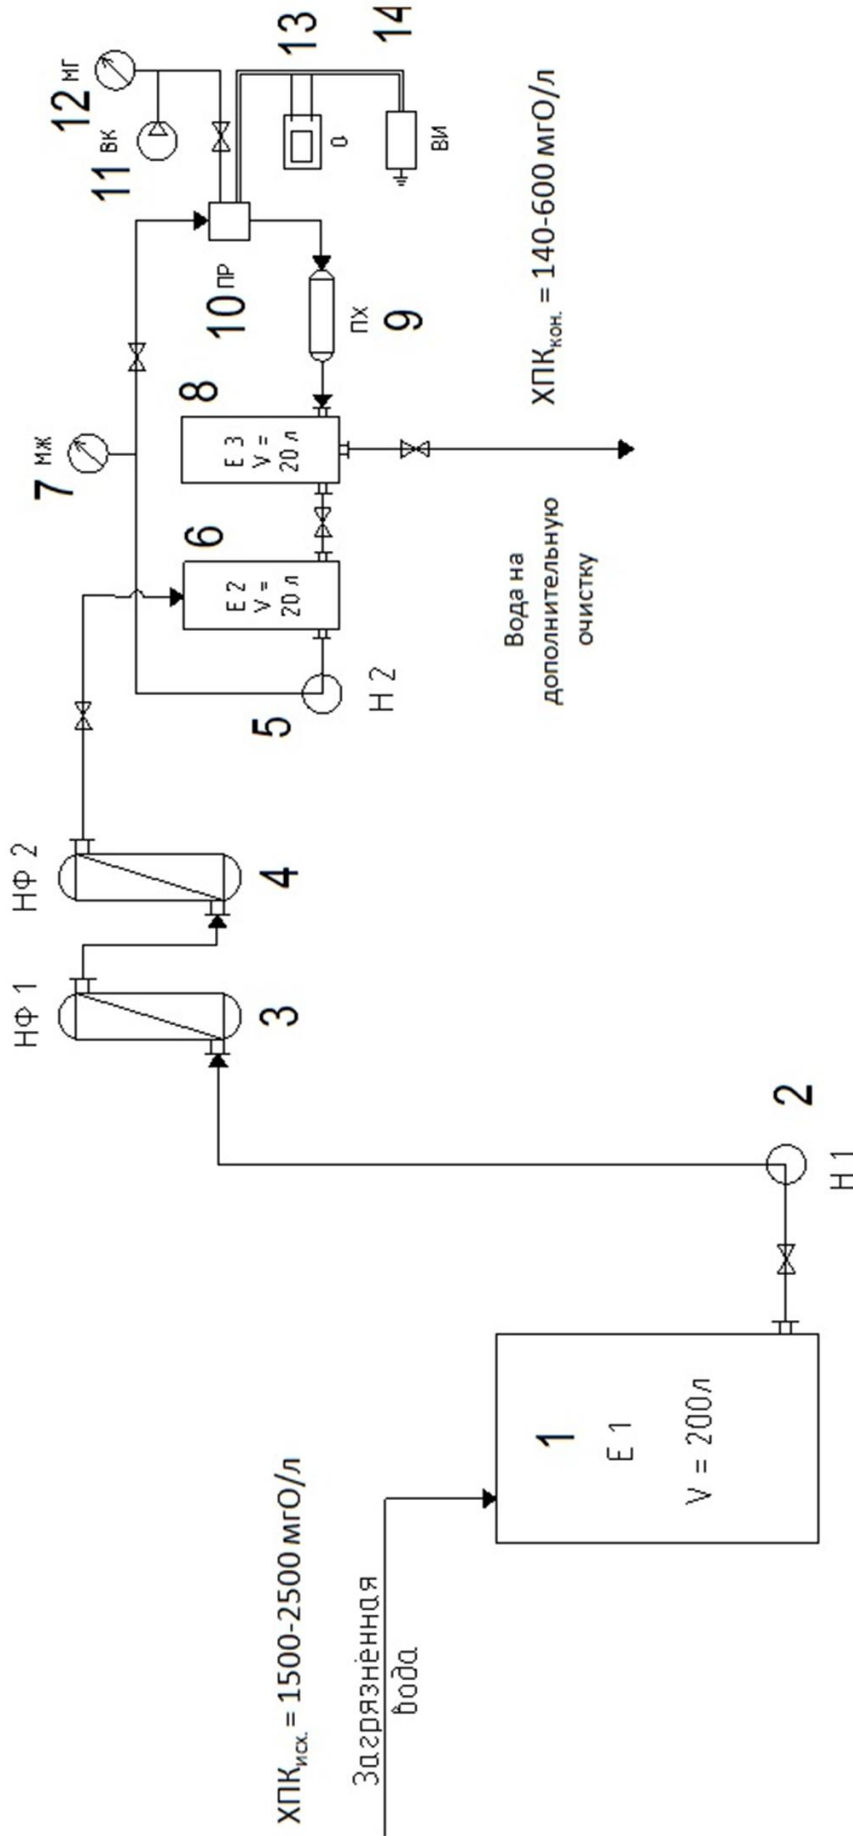 ХПКисх. = 1500-2500 мгО/л
Загрязнённая
вода
1
Е 1
V = 200л
2
Н 1
НФ 1
3
НФ 2
4
5
Н 2
6
Е 2
V =
20 л
7 МЖ
8
Е 3
V =
20 л
ПХ
9
10 ПР
11 ВК
12 МГ
13
О
14
ВИ
Вода на
дополнительную
очистку
ХПКкон. = 140-600 мгО/л